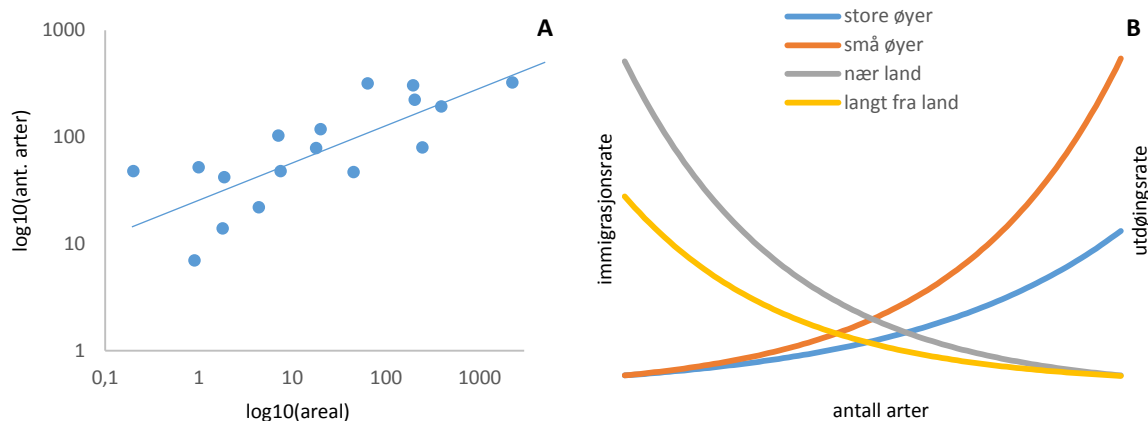 A
1000
100
10
1
log10(ant. arter)
0,1 1 10 100 1000
log10(areal)
B
store øyer
små øyer
nær land
langt fra land
immigrasjonsrate
utdøingsrate
antall arter